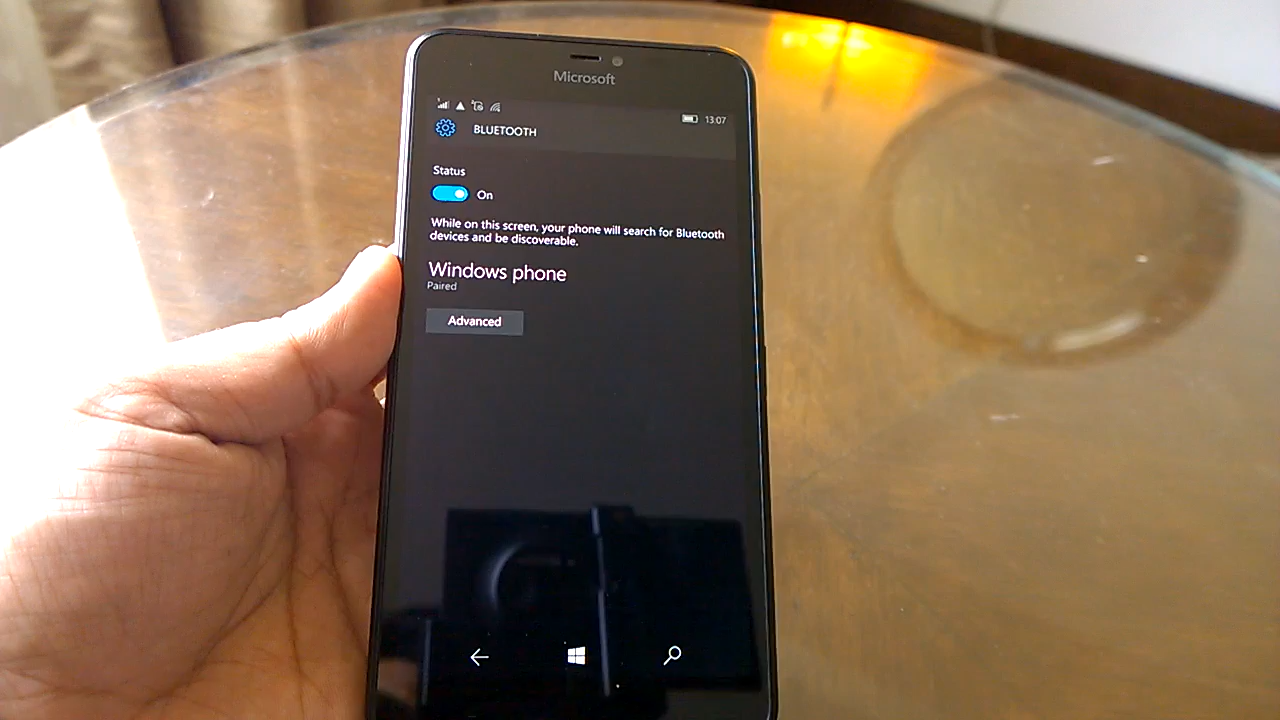 Microsoft
13:07
BLUETOOTH
Status
On
While on this screen, your phone will search for Bluetooth
devices and be discoverable.
Windows phone
Paired
Advanced